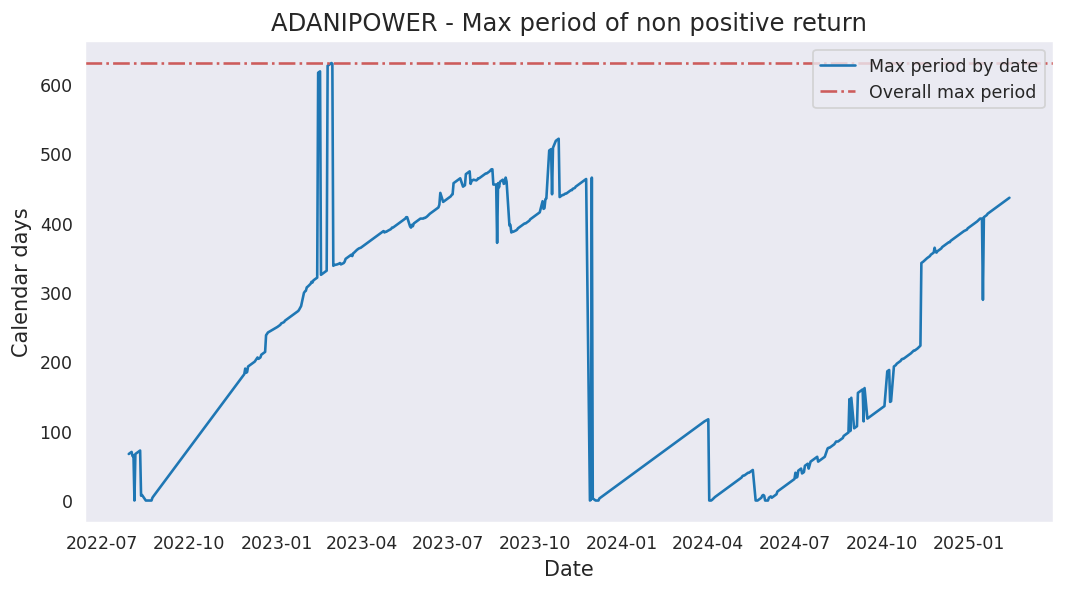 ADANIPOWER - Max period of non positive return
Max period by date
Overall max period
Calendar days
600
500
400
300
200
100
0
2022-07 2022-10 2023-01 2023-04 2023-07 2023-10 2024-01 2024-04 2024-07 2024-10 2025-01
Date